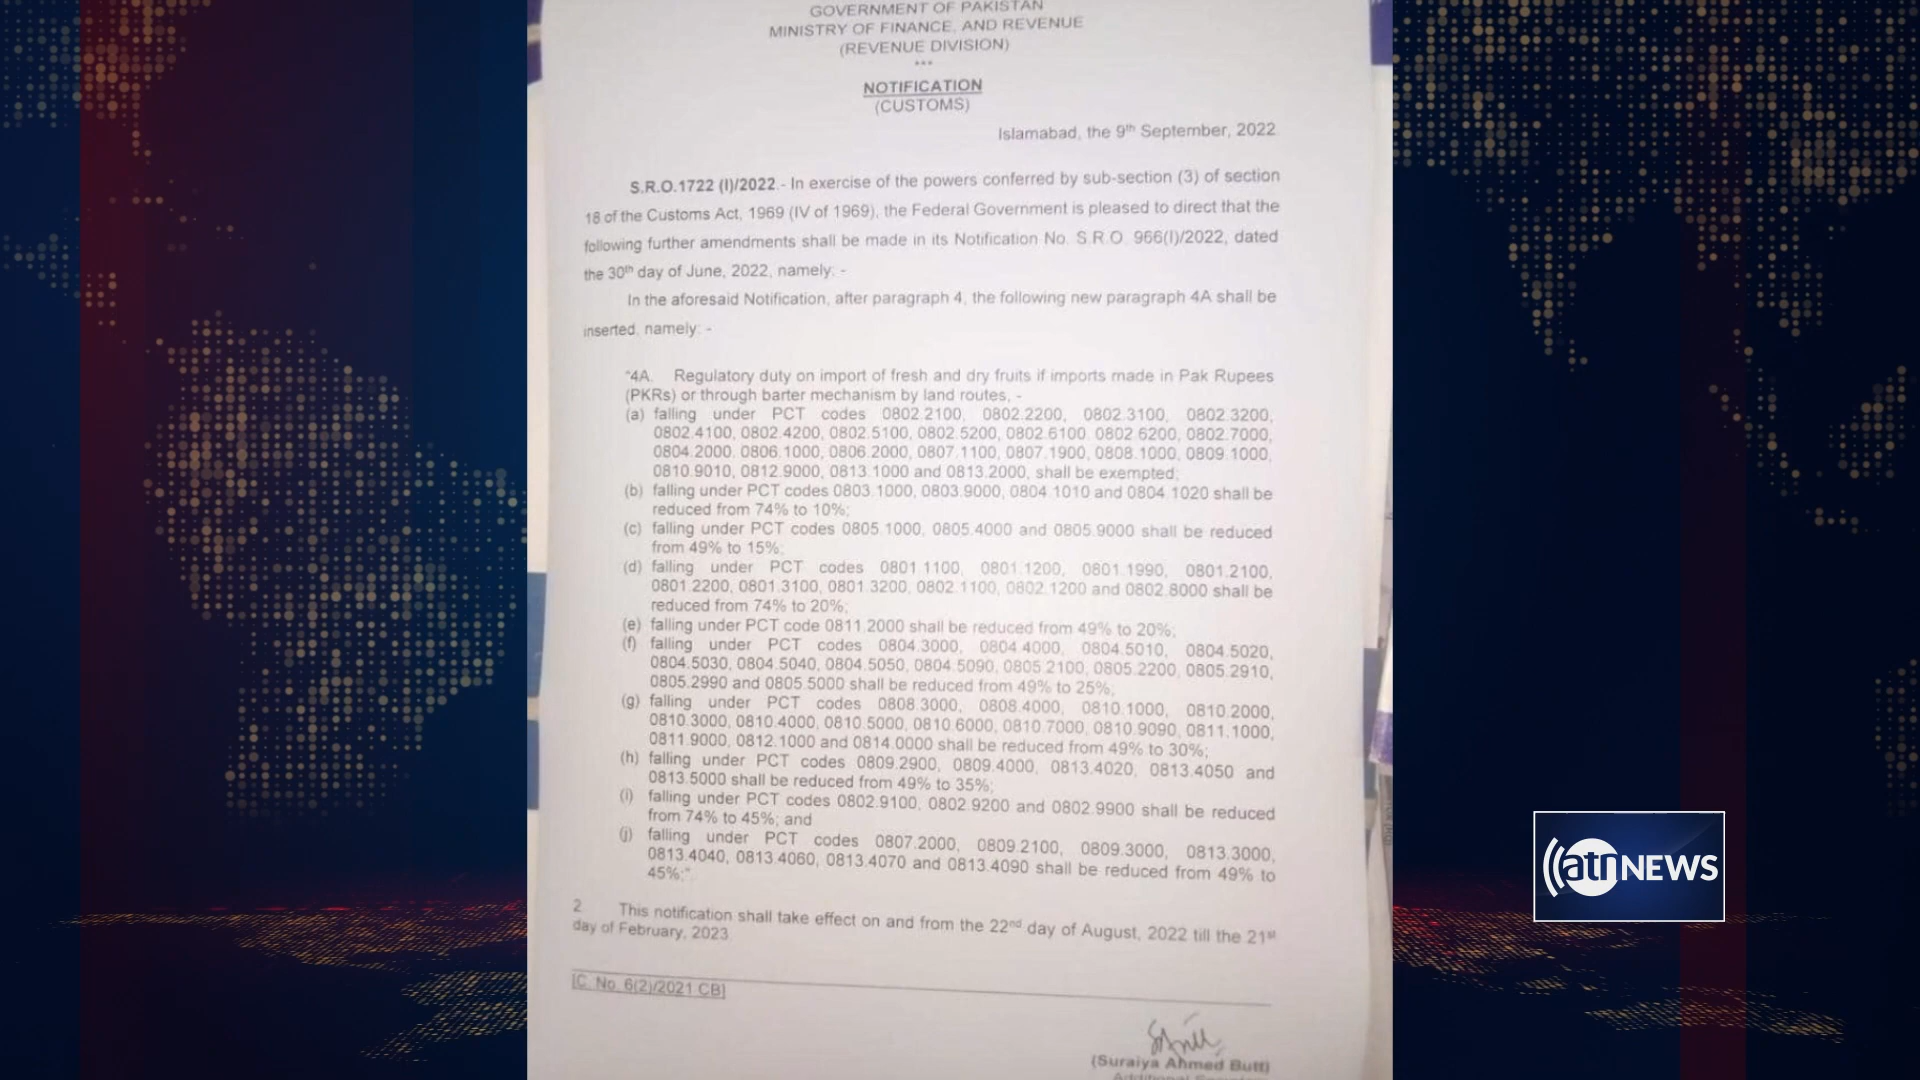 GOVERNMENT OF PAKISTAN
MINISTRY OF FINANCE, AND REVENUE
(REVENUE DIVISION)
***
NOTIFICATION
(CUSTOMS)
Islamabad, the 9th September, 2022
S.R.O.1722 (I)/2022.- In exercise of the powers conferred by sub-section (3) of section
18 of the Customs Act, 1969 (IV of 1969), the Federal Government is pleased to direct that the
following further amendments shall be made in its Notification No. S.R.O. 966(I)/2022, dated
the 30th day of June, 2022, namely: -
In the aforesaid Notification, after paragraph 4, the following new paragraph 4A shall be
inserted, namely: -
"4A. Regulatory duty on import of fresh and dry fruits if imports made in Pak Rupees
(PKRs) or through barter mechanism by land routes, -
(a) falling under PCT codes 0802.2100, 0802.2200, 0802.3100, 0802.3200,
0802.4100, 0802.4200, 0802.5100, 0802.5200, 0802.6100, 0802.6200, 0802.7000,
0804.2000, 0806.1000, 0806.2000, 0807.1100, 0807.1900, 0808.1000, 0809.1000,
0810.9010, 0812.9000, 0813.1000 and 0813.2000, shall be exempted;
(b) falling under PCT codes 0803.1000, 0803.9000, 0804.1010 and 0804.1020 shall be
reduced from 74% to 10%;
(c) falling under PCT codes 0805.1000, 0805.4000 and 0805.9000 shall be reduced
from 49% to 15%;
(d) falling under PCT codes 0801.1100, 0801.1200, 0801.1990, 0801.2100,
0801.2200, 0801.3100, 0801.3200, 0802.1100, 0802.1200 and 0802.8000 shall be
reduced from 74% to 20%;
(e) falling under PCT code 0811.2000 shall be reduced from 49% to 20%;
(f) falling under PCT codes 0804.3000, 0804.4000, 0804.5010, 0804.5020,
0804.5030, 0804.5040, 0804.5050, 0804.5090, 0805.2100, 0805.2200, 0805.2910,
0805.2990 and 0805.5000 shall be reduced from 49% to 25%;
(g) falling under PCT codes 0808.3000, 0808.4000, 0810.1000, 0810.2000,
0810.3000, 0810.4000, 0810.5000, 0810.6000, 0810.7000, 0810.9090, 0811.1000,
0811.9000, 0812.1000 and 0814.0000 shall be reduced from 49% to 30%;
(h) falling under PCT codes 0809.2900, 0809.4000, 0813.4020, 0813.4050 and
0813.5000 shall be reduced from 49% to 35%;
(i) falling under PCT codes 0802.9100, 0802.9200 and 0802.9900 shall be reduced
from 74% to 45%; and
(j) falling under PCT codes 0807.2000, 0809.2100, 0809.3000, 0813.3000,
0813.4040, 0813.4060, 0813.4070 and 0813.4090 shall be reduced from 49% to
45%;".
2 This notification shall take effect on and from the 22nd day of August, 2022 till the 21st
day of February, 2023
[C. No. 6(2)/2021 CB]
(Suraiya Ahmed Butt)
atn NEWS